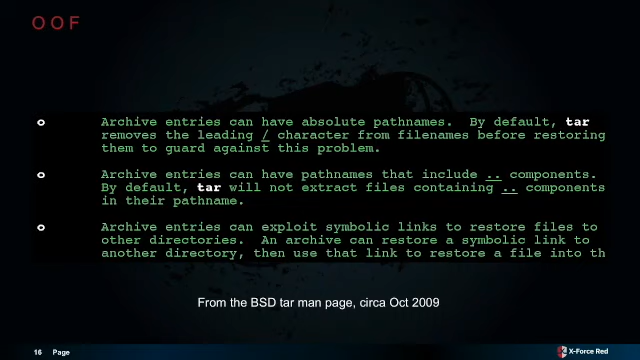 OOF
o Archive entries can have absolute pathnames. By default, tar
removes the leading / character from filenames before restoring
them to guard against this problem.
o Archive entries can have pathnames that include .. components.
By default, tar will not extract files containing .. components
in their pathname.
o Archive entries can exploit symbolic links to restore files to
other directories. An archive can restore a symbolic link to
another directory, then use that link to restore a file into th
From the BSD tar man page, circa Oct 2009
16 Page
X-Force Red